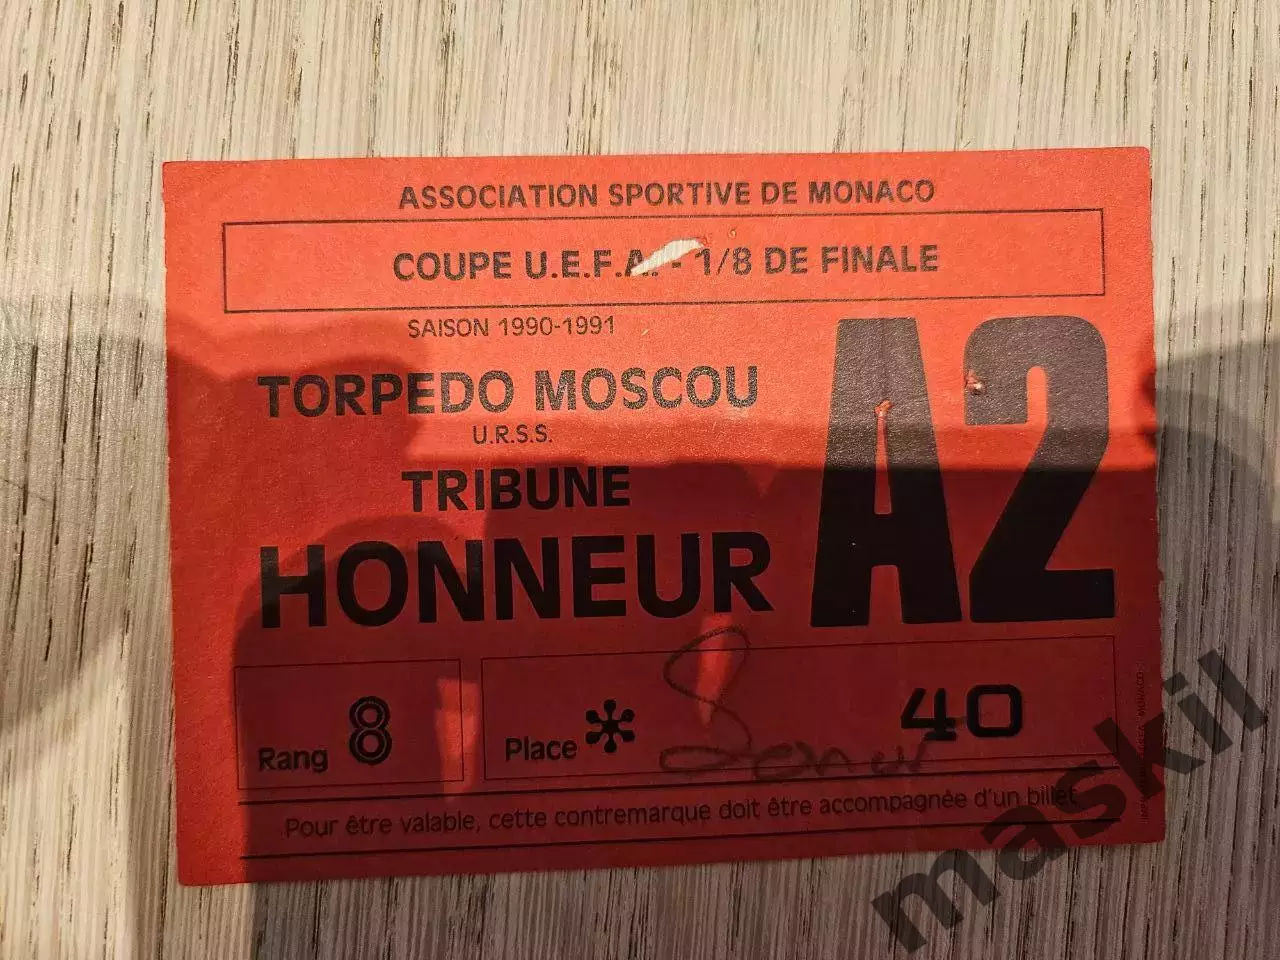 ASSOCIATION SPORTIVE DE MONACO
COUPE U.E.F.A. - 1/8 DE FINALE
SAISON 1990-1991
TORPEDO MOSCOU
U.R.S.S.
TRIBUNE
HONNEUR
A2
Rang 8
Place * 40
Pour être valable, cette contremarque doit être accompagnée d'un billet
maskil